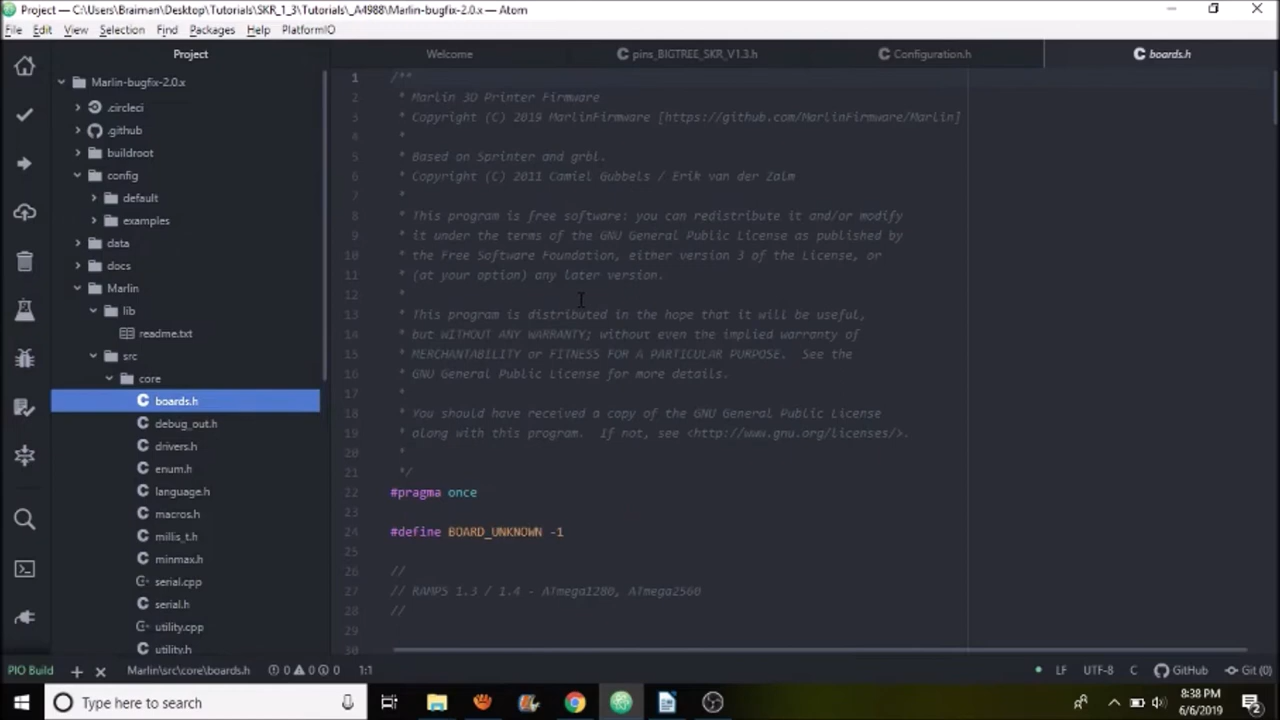 Project — C:\Users\Braiman\Desktop\Tutorials\SKR_1_3\Tutorials\_A4988\Marlin-bugfix-2.0.x — Atom
File Edit View Selection Find Packages Help PlatformIO
Project
Welcome
pins_BIGTREE_SKR_V1.3.h
Configuration.h
boards.h
Marlin-bugfix-2.0.x
.circleci
.github
buildroot
config
default
examples
data
docs
Marlin
lib
readme.txt
src
core
boards.h
debug_out.h
drivers.h
enum.h
language.h
macros.h
millis_t.h
minmax.h
serial.cpp
serial.h
utility.cpp
utility.h
1 /**
2 * Marlin 3D Printer Firmware
3 * Copyright (C) 2019 MarlinFirmware [https://github.com/MarlinFirmware/Marlin]
4 *
5 * Based on Sprinter and grbl.
6 * Copyright (C) 2011 Camiel Gubbels / Erik van der Zalm
7 *
8 * This program is free software: you can redistribute it and/or modify
9 * it under the terms of the GNU General Public License as published by
10 * the Free Software Foundation, either version 3 of the License, or
11 * (at your option) any later version.
12 *
13 * This program is distributed in the hope that it will be useful,
14 * but WITHOUT ANY WARRANTY; without even the implied warranty of
15 * MERCHANTABILITY or FITNESS FOR A PARTICULAR PURPOSE.  See the
16 * GNU General Public License for more details.
17 *
18 * You should have received a copy of the GNU General Public License
19 * along with this program.  If not, see <http://www.gnu.org/licenses/>.
20 *
21 */
22 #pragma once
23
24 #define BOARD_UNKNOWN -1
25
26 //
27 // RAMPS 1.3 / 1.4 - ATmega1280, ATmega2560
28 //
29
30
PIO Build + × Marlin\src\core\boards.h 0 0 0 1:1 LF UTF-8 C GitHub Git (0)
Type here to search
8:38 PM
6/6/2019
2